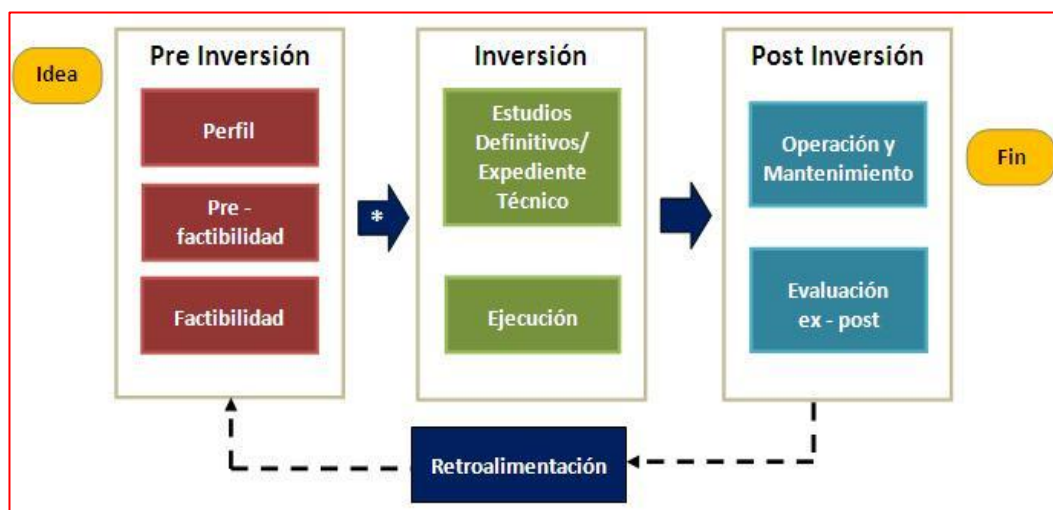 Idea
Pre Inversión
Perfil
Pre -
factibilidad
Factibilidad
*
Inversión
Estudios
Definitivos/
Expediente
Técnico
Ejecución
Post Inversión
Operación y
Mantenimiento
Evaluación
ex - post
Fin
Retroalimentación